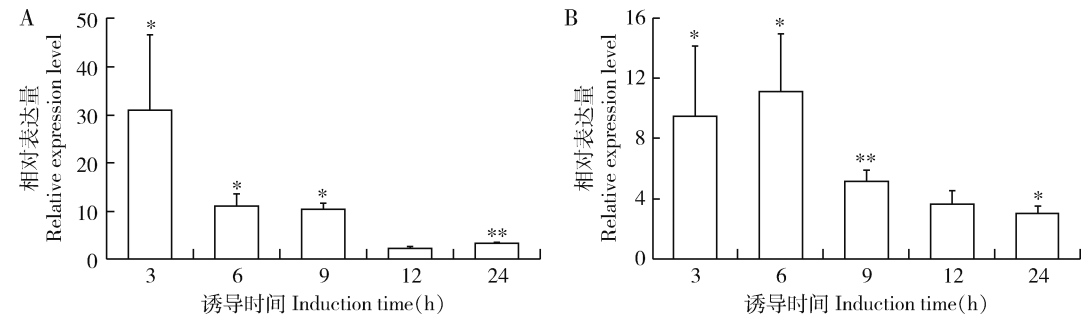 A
相对表达量
Relative expression level
50
40
30
20
10
0
*
*
*
**
3 6 9 12 24
诱导时间 Induction time(h)
B
相对表达量
Relative expression level
16
12
8
4
0
*
*
**
*
3 6 9 12 24
诱导时间 Induction time(h)